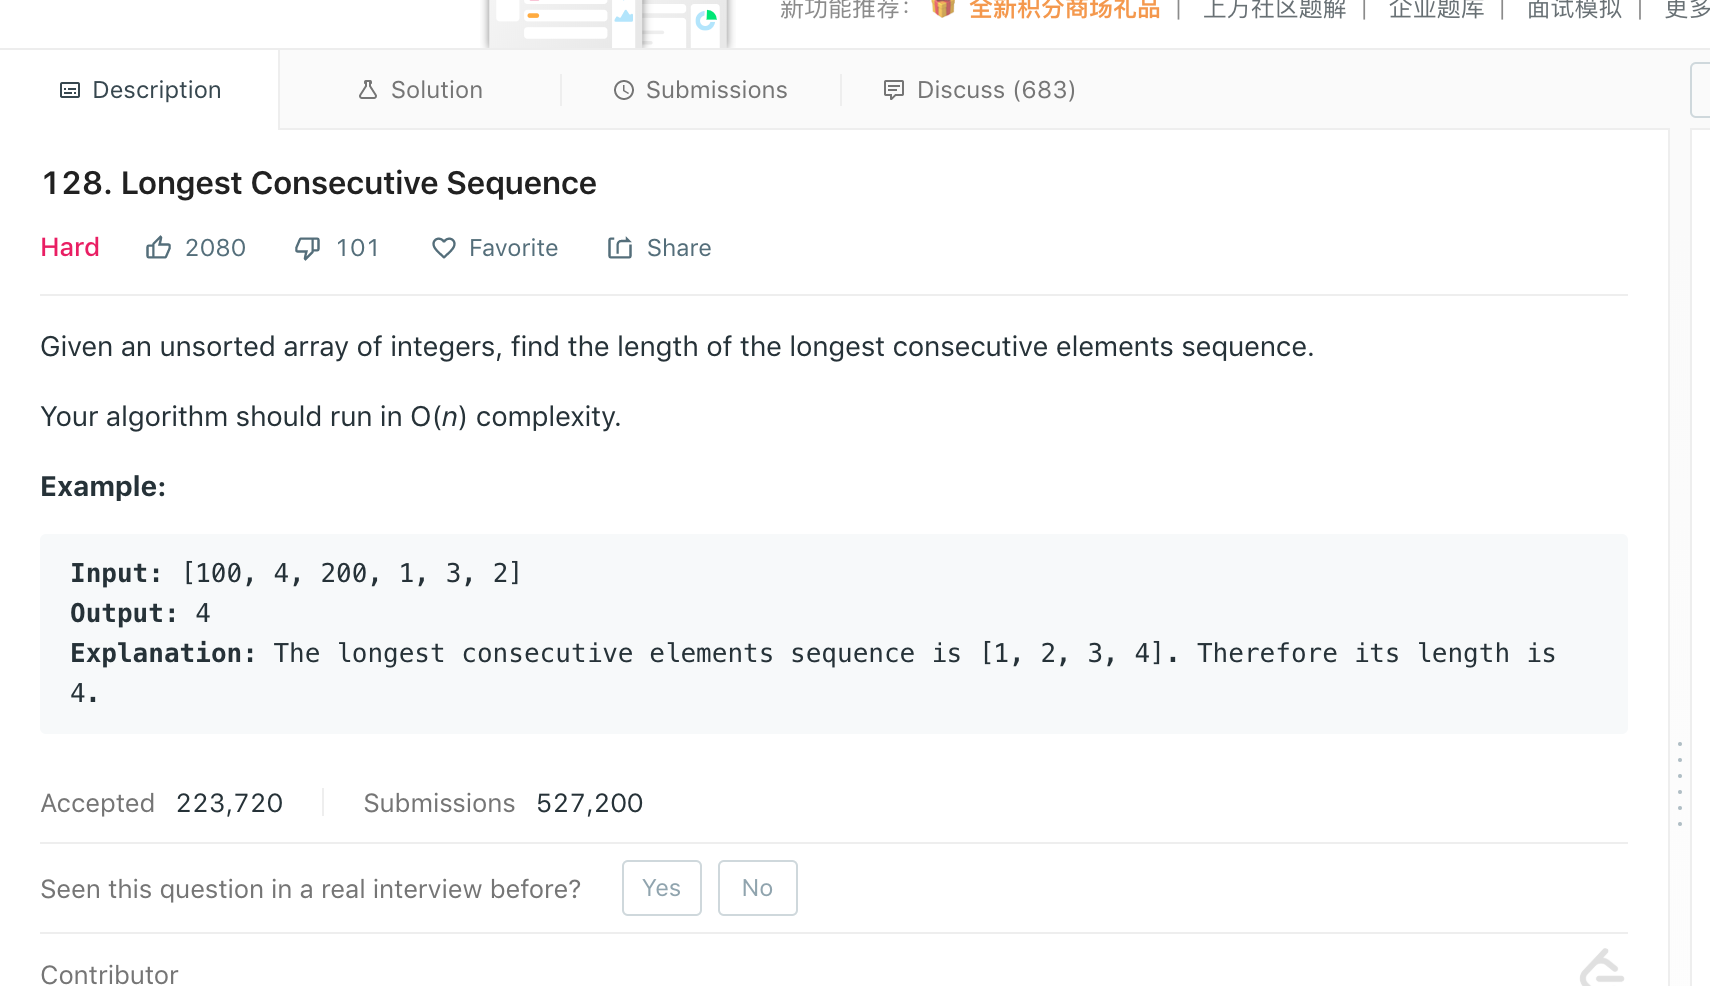 新功能推荐： 全新积分商场礼品 | 上万社区题解 | 企业题库 | 面试模拟 | 更多
Description Solution Submissions Discuss (683)
128. Longest Consecutive Sequence
Hard 2080 101 Favorite Share
Given an unsorted array of integers, find the length of the longest consecutive elements sequence.
Your algorithm should run in O(n) complexity.
Example:
Input: [100, 4, 200, 1, 3, 2]
Output: 4
Explanation: The longest consecutive elements sequence is [1, 2, 3, 4]. Therefore its length is
4.
Accepted 223,720 Submissions 527,200
Seen this question in a real interview before? Yes No
Contributor